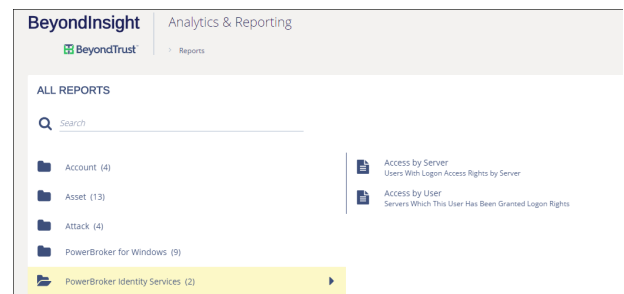 BeyondInsight
Analytics & Reporting
BeyondTrust
Reports
ALL REPORTS
Search
Account (4)
Asset (13)
Attack (4)
PowerBroker for Windows (9)
PowerBroker Identity Services (2)
Access by Server
Users With Logon Access Rights by Server
Access by User
Servers Which This User Has Been Granted Logon Rights